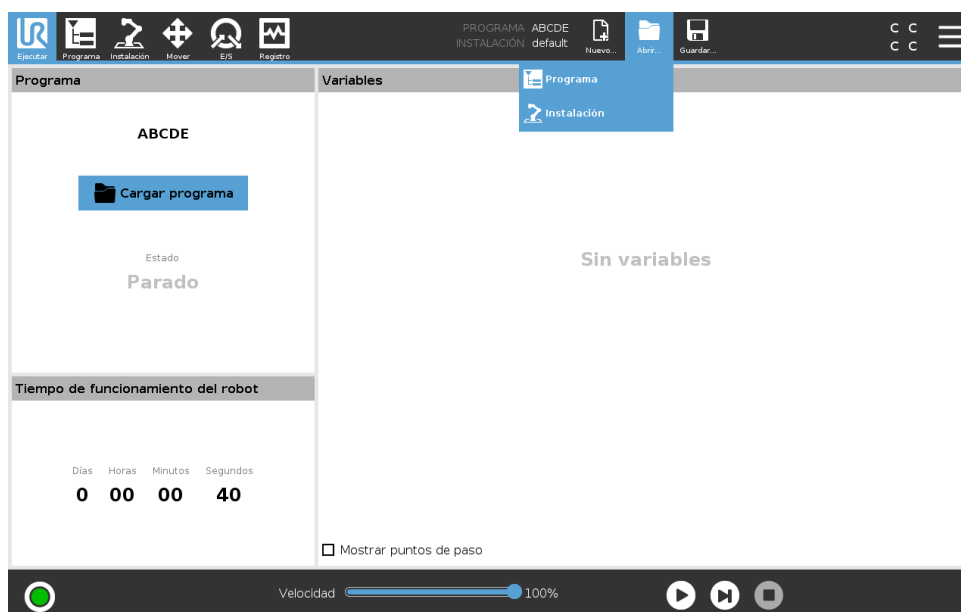 UR
Ejecutar
Programa
Instalación
Mover
E/S
Registro
PROGRAMA ABCDE
INSTALACIÓN default
Nuevo...
Abrir...
Guardar...
C C
C C
Programa
Instalación
Programa
ABCDE
Cargar programa
Estado
Parado
Variables
Sin variables
Mostrar puntos de paso
Tiempo de funcionamiento del robot
Días Horas Minutos Segundos
0 00 00 40
Velocidad 100%